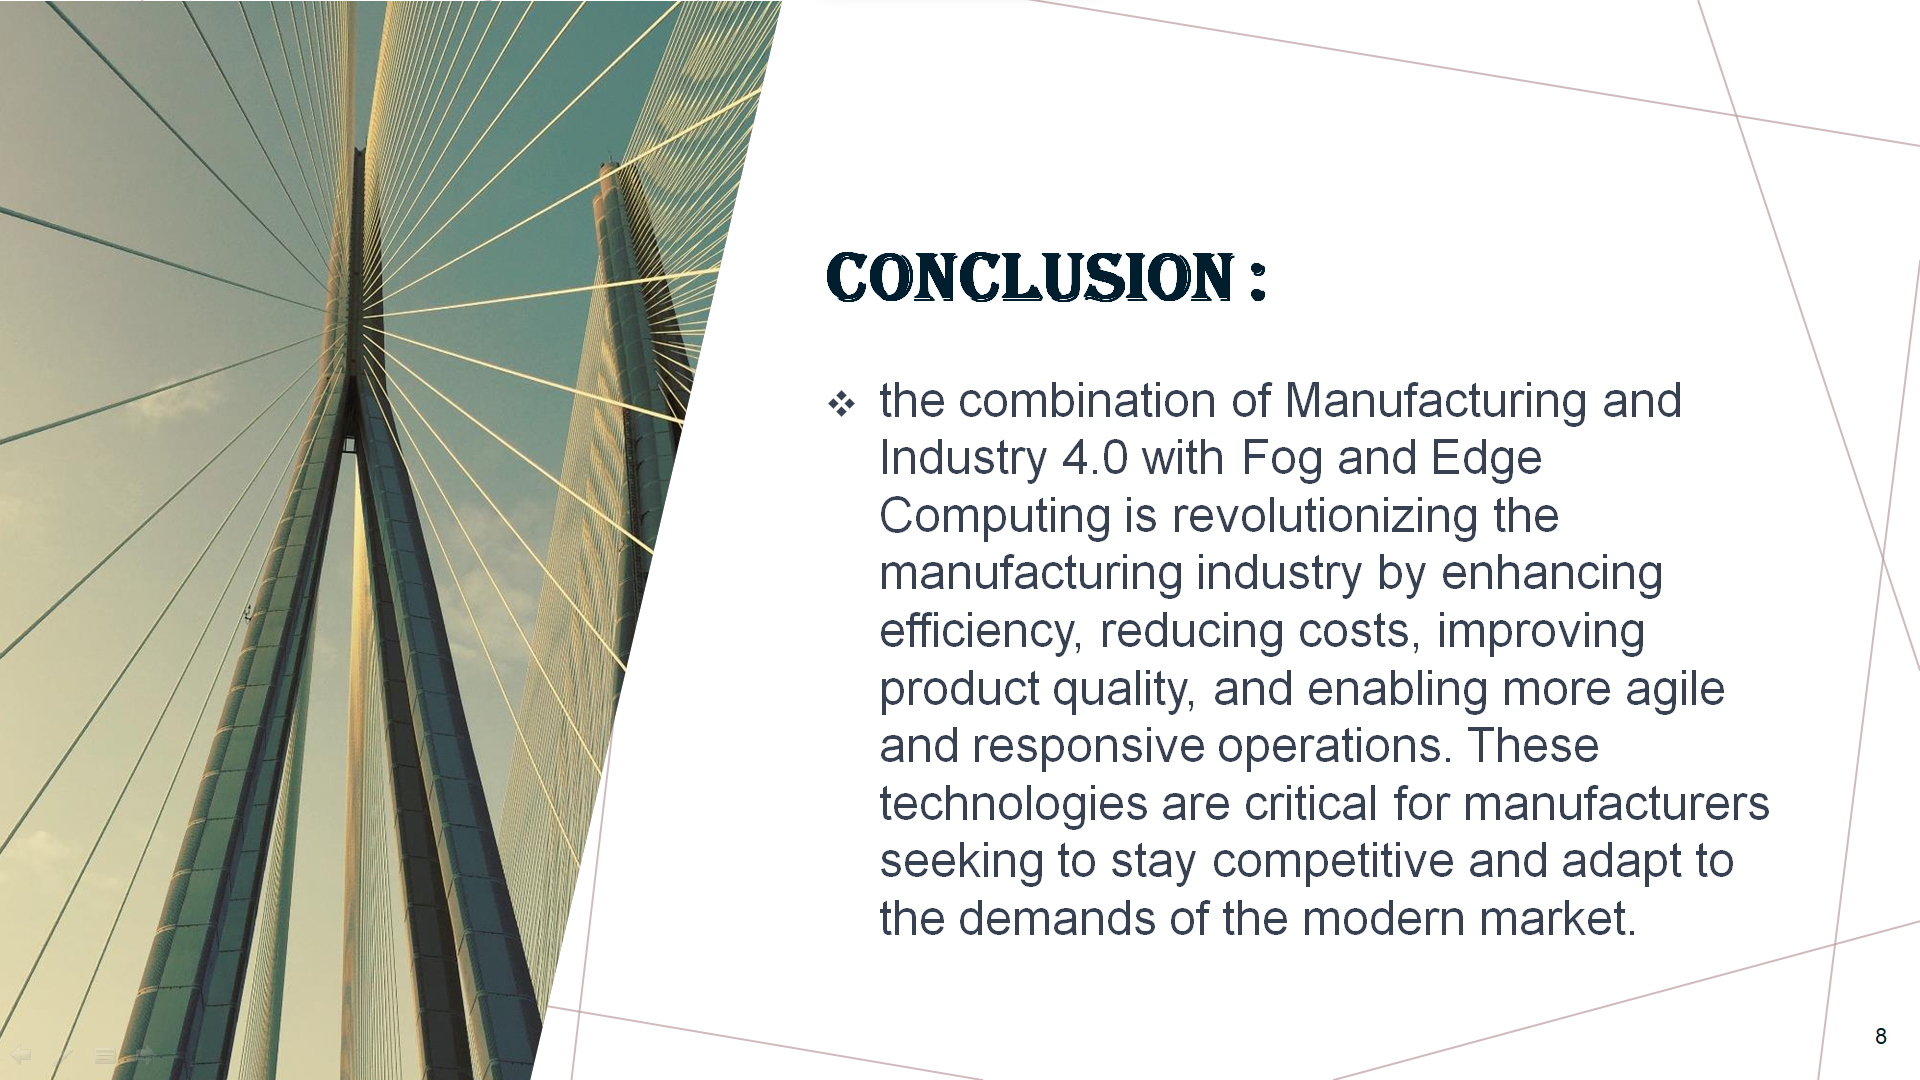 CONCLUSION :
❖ the combination of Manufacturing and
Industry 4.0 with Fog and Edge
Computing is revolutionizing the
manufacturing industry by enhancing
efficiency, reducing costs, improving
product quality, and enabling more agile
and responsive operations. These
technologies are critical for manufacturers
seeking to stay competitive and adapt to
the demands of the modern market.
8